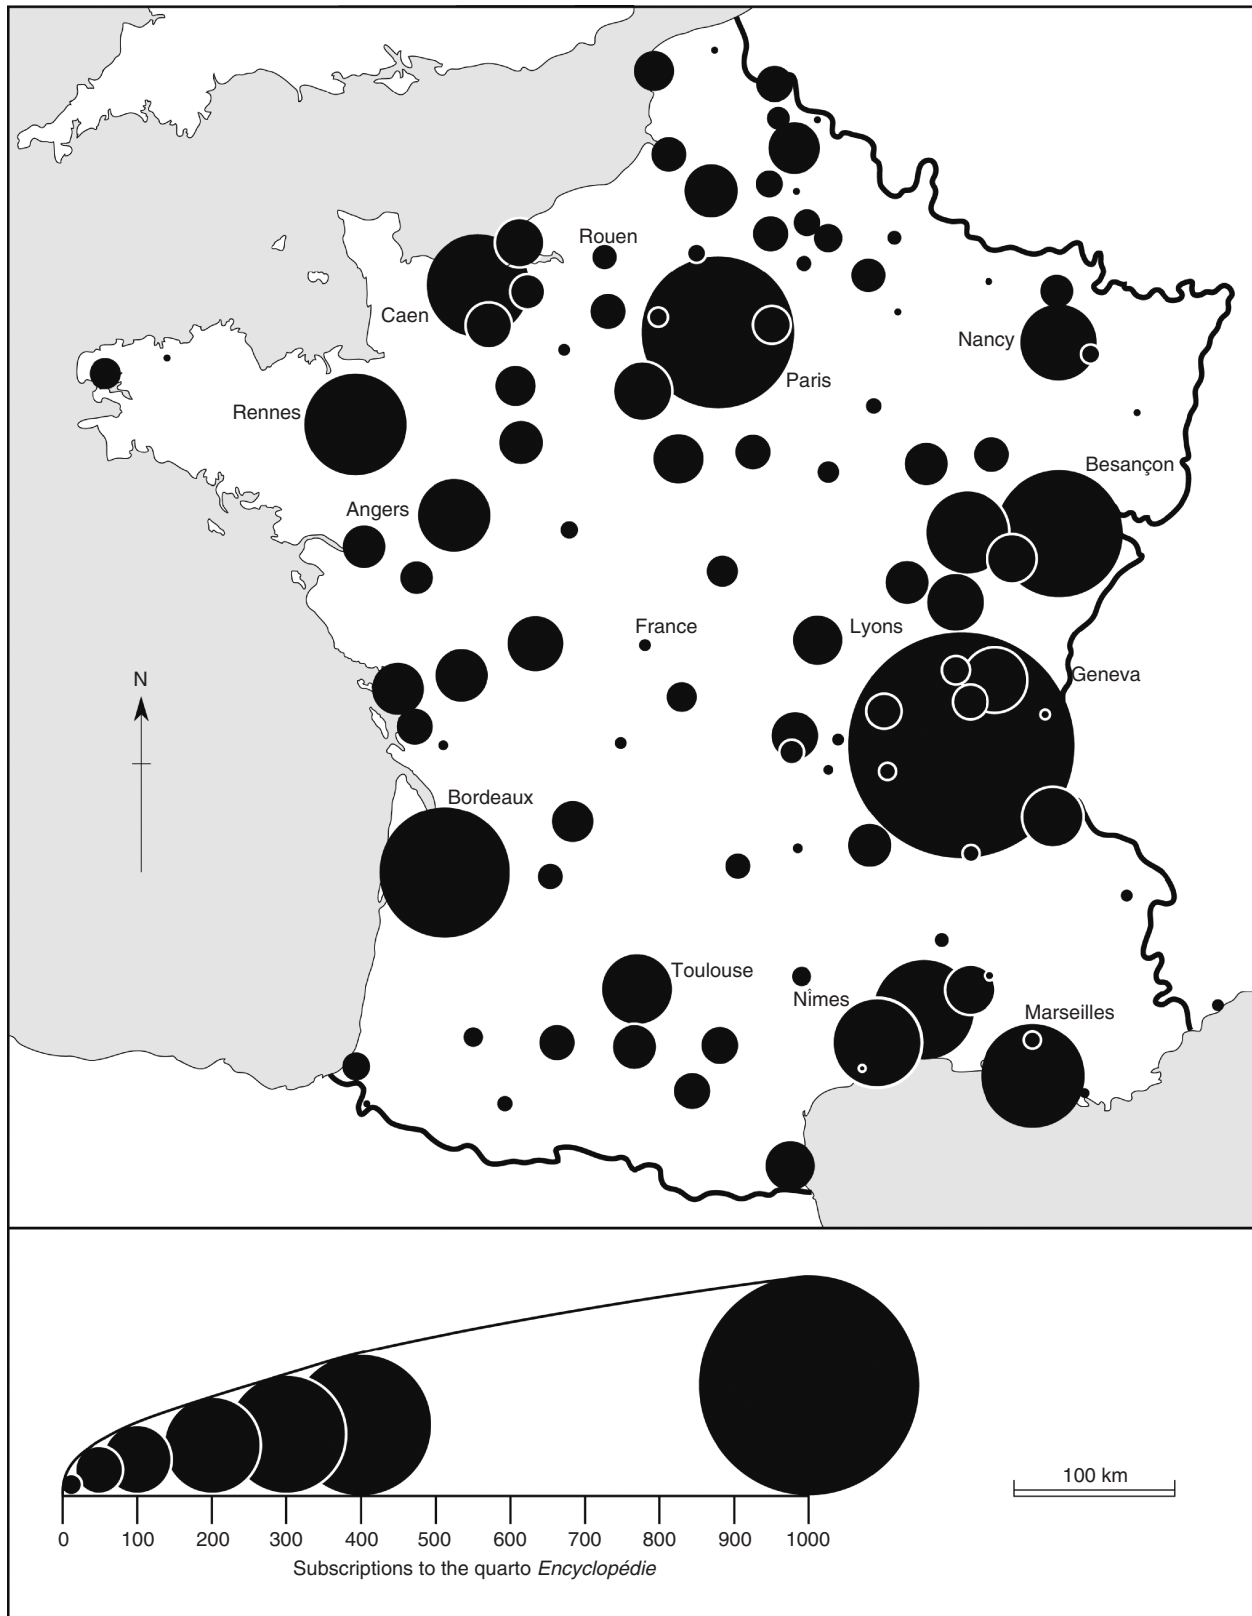 Rouen
Caen
Nancy
Paris
Rennes
Besançon
Angers
France
Lyons
N
Geneva
Bordeaux
Toulouse
Nîmes
Marseilles
100 km
0 100 200 300 400 500 600 700 800 900 1000
Subscriptions to the quarto Encyclopédie